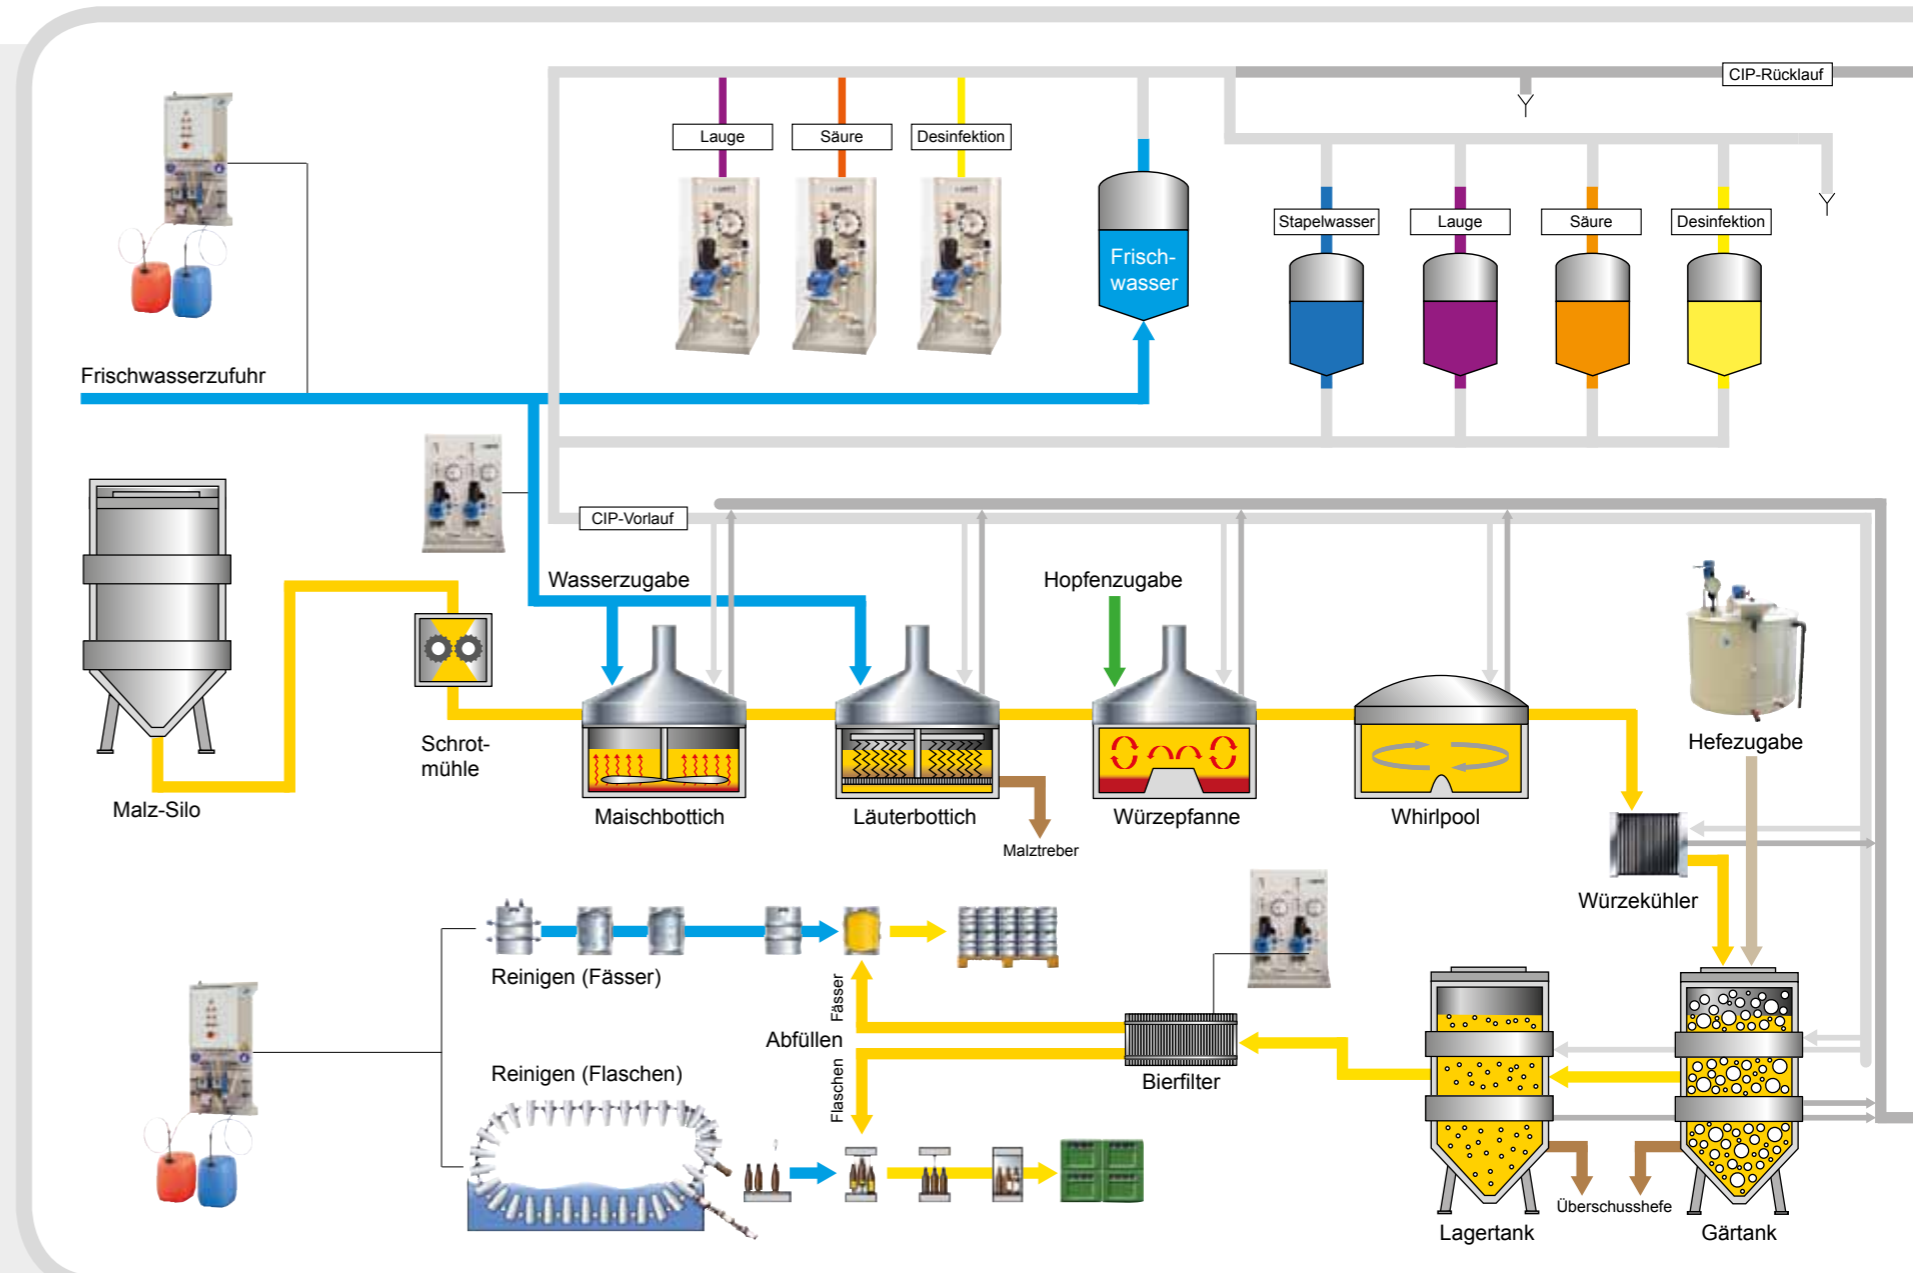 CIP-Rücklauf
Lauge
Säure
Desinfektion
Stapelwasser
Lauge
Säure
Desinfektion
Frisch-
wasser
Frischwasserzufuhr
CIP-Vorlauf
Wasserzugabe
Hopfenzugabe
Hefezugabe
Schrot-
mühle
Malz-Silo
Maischbottich
Läuterbottich
Würzepfanne
Whirlpool
Malztreber
Würzekühler
Reinigen (Fässer)
Fässer
Abfüllen
Flaschen
Reinigen (Flaschen)
Bierfilter
Überschusshefe
Lagertank
Gärtank